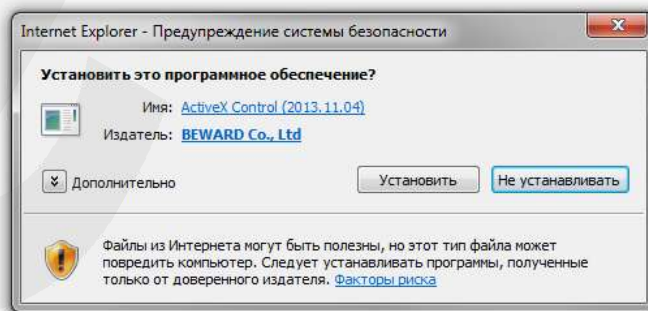 Internet Explorer - Предупреждение системы безопасности
Установить это программное обеспечение?
Имя: ActiveX Control (2013.11.04)
Издатель: BEWARD Co., Ltd
Дополнительно
Установить
Не устанавливать
Файлы из Интернета могут быть полезны, но этот тип файла может
повредить компьютер. Следует устанавливать программы, полученные
только от доверенного издателя. Факторы риска